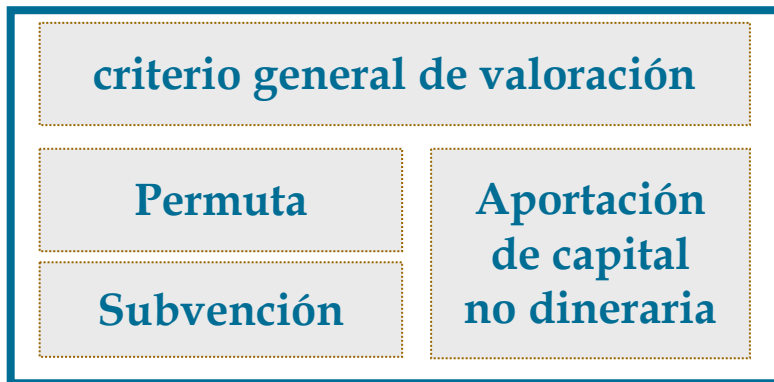 criterio general de valoración
Permuta
Subvención
Aportación
de capital
no dineraria